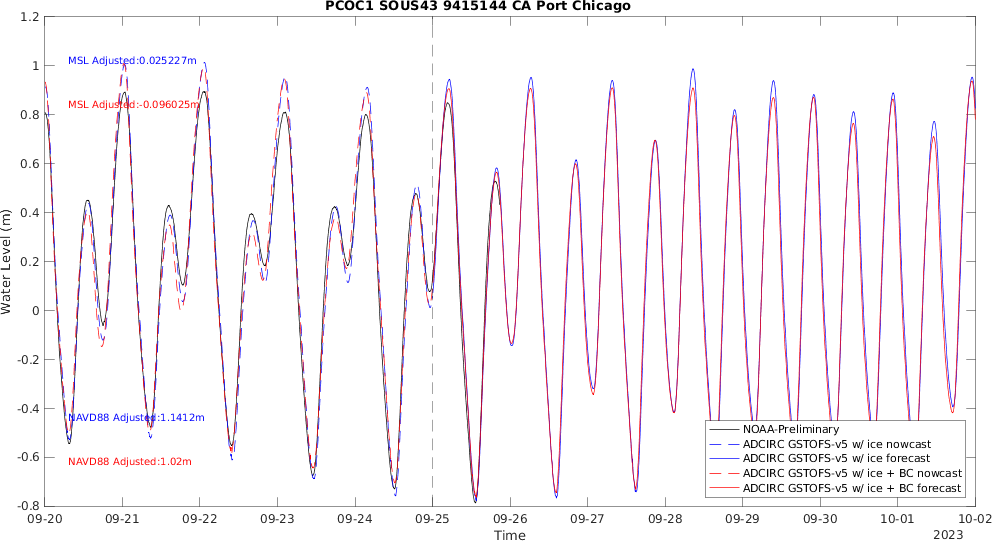 PCOC1 SOUS43 9415144 CA Port Chicago
1.2
1
0.8
0.6
0.4
0.2
0
-0.2
-0.4
-0.6
-0.8
Water Level (m)
MSL Adjusted:0.025227m
MSL Adjusted:-0.096025m
NAVD88 Adjusted:1.1412m
NAVD88 Adjusted:1.02m
NOAA-Preliminary
ADCIRC GSTOFS-v5 w/ ice nowcast
ADCIRC GSTOFS-v5 w/ ice forecast
ADCIRC GSTOFS-v5 w/ ice + BC nowcast
ADCIRC GSTOFS-v5 w/ ice + BC forecast
09-20 09-21 09-22 09-23 09-24 09-25 09-26 09-27 09-28 09-29 09-30 10-01 10-02
Time
2023